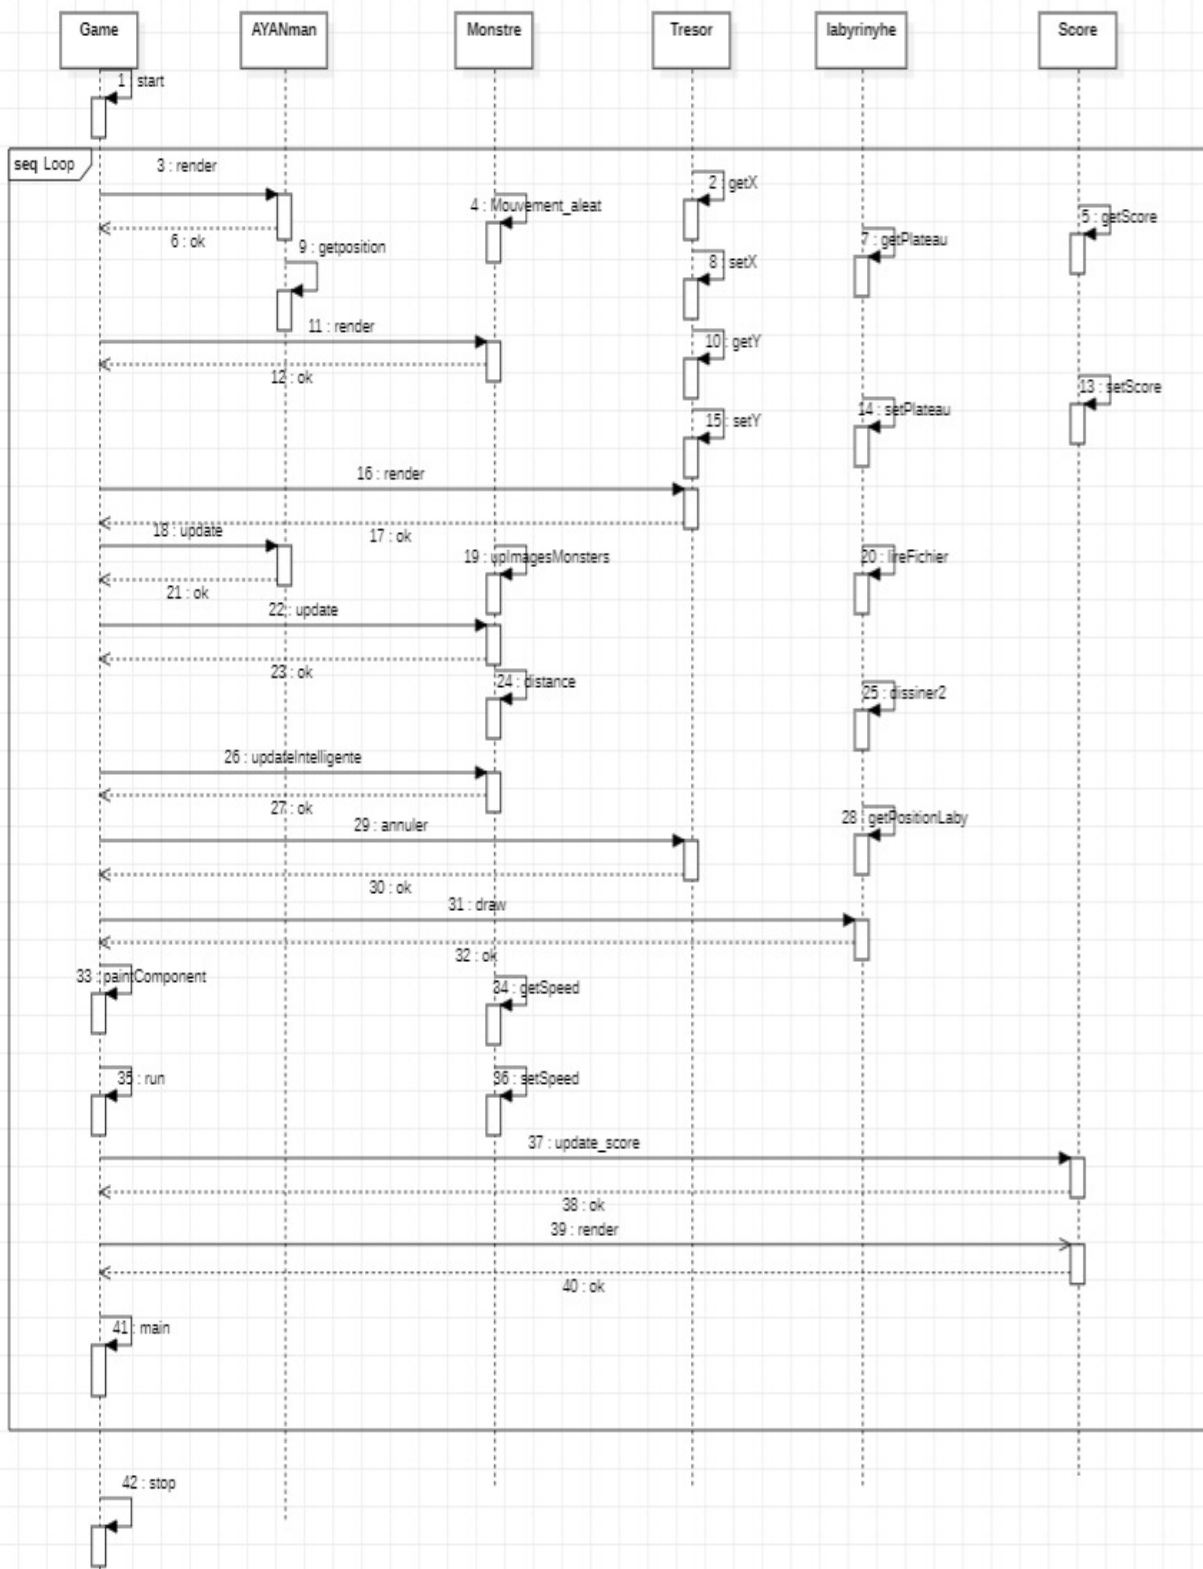 Game
AYANman
Monstre
Tresor
labyrinyhe
Score
1 : start
seq Loop
3 : render
2 : getX
4 : Mouvement_aleat
5 : getScore
6 : ok
7 : getPlateau
9 : getposition
8 : setX
11 : render
10 : getY
12 : ok
13 : setScore
14 : setPlateau
15 : setY
16 : render
18 : update
17 : ok
19 : upImagesMonsters
20 : lireFichier
21 : ok
22 : update
23 : ok
24 : distance
25 : dissiner2
26 : updateIntelligente
27 : ok
28 : getPositionLaby
29 : annuler
30 : ok
31 : draw
32 : ok
33 : paintComponent
34 : getSpeed
35 : run
36 : setSpeed
37 : update_score
38 : ok
39 : render
40 : ok
41 : main
42 : stop